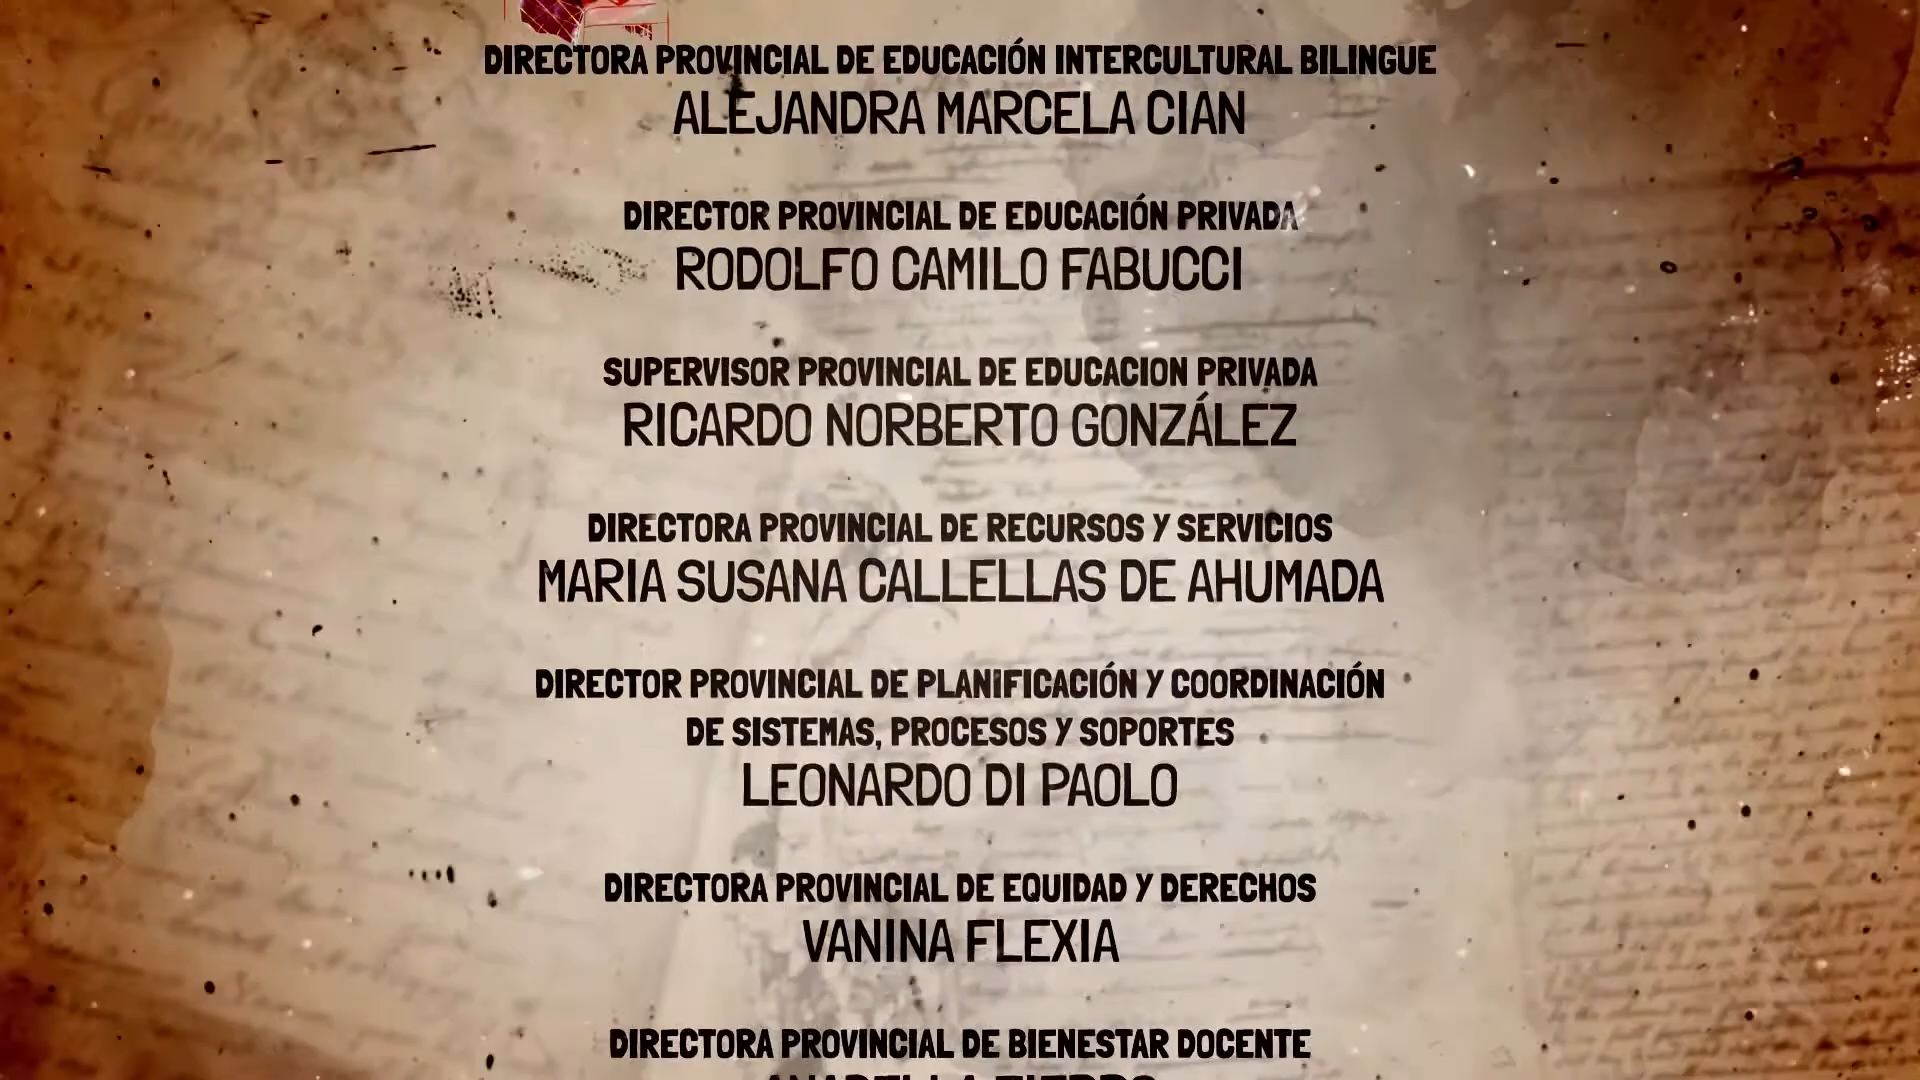 DIRECTORA PROVINCIAL DE EDUCACIÓN INTERCULTURAL BILINGUE
ALEJANDRA MARCELA CIAN
DIRECTOR PROVINCIAL DE EDUCACIÓN PRIVADA
RODOLFO CAMILO FABUCCI
SUPERVISOR PROVINCIAL DE EDUCACION PRIVADA
RICARDO NORBERTO GONZÁLEZ
DIRECTORA PROVINCIAL DE RECURSOS Y SERVICIOS
MARIA SUSANA CALLELLAS DE AHUMADA
DIRECTOR PROVINCIAL DE PLANIFICACIÓN Y COORDINACIÓN
DE SISTEMAS, PROCESOS Y SOPORTES
LEONARDO DI PAOLO
DIRECTORA PROVINCIAL DE EQUIDAD Y DERECHOS
VANINA FLEXIA
DIRECTORA PROVINCIAL DE BIENESTAR DOCENTE